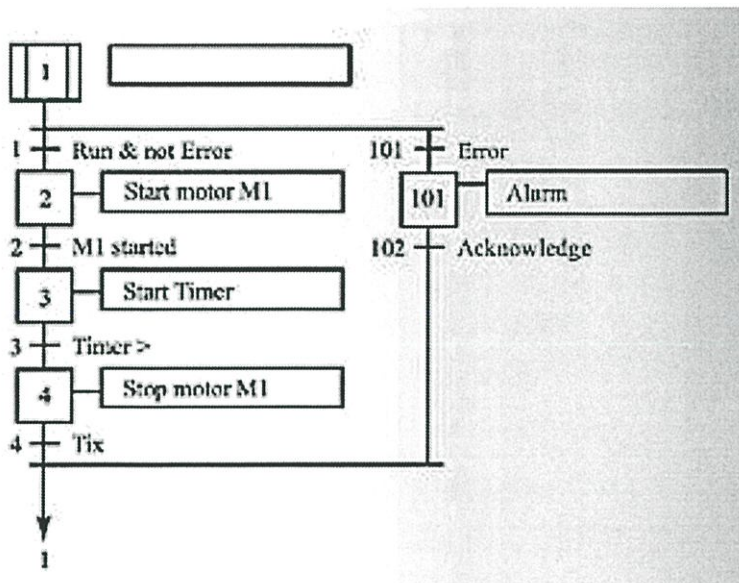 1
1 Run & not Error
101 Error
2 Start motor M1
101 Alarm
2 M1 started
102 Acknowledge
3 Start Timer
3 Timer >
4 Stop motor M1
4 Tix
1